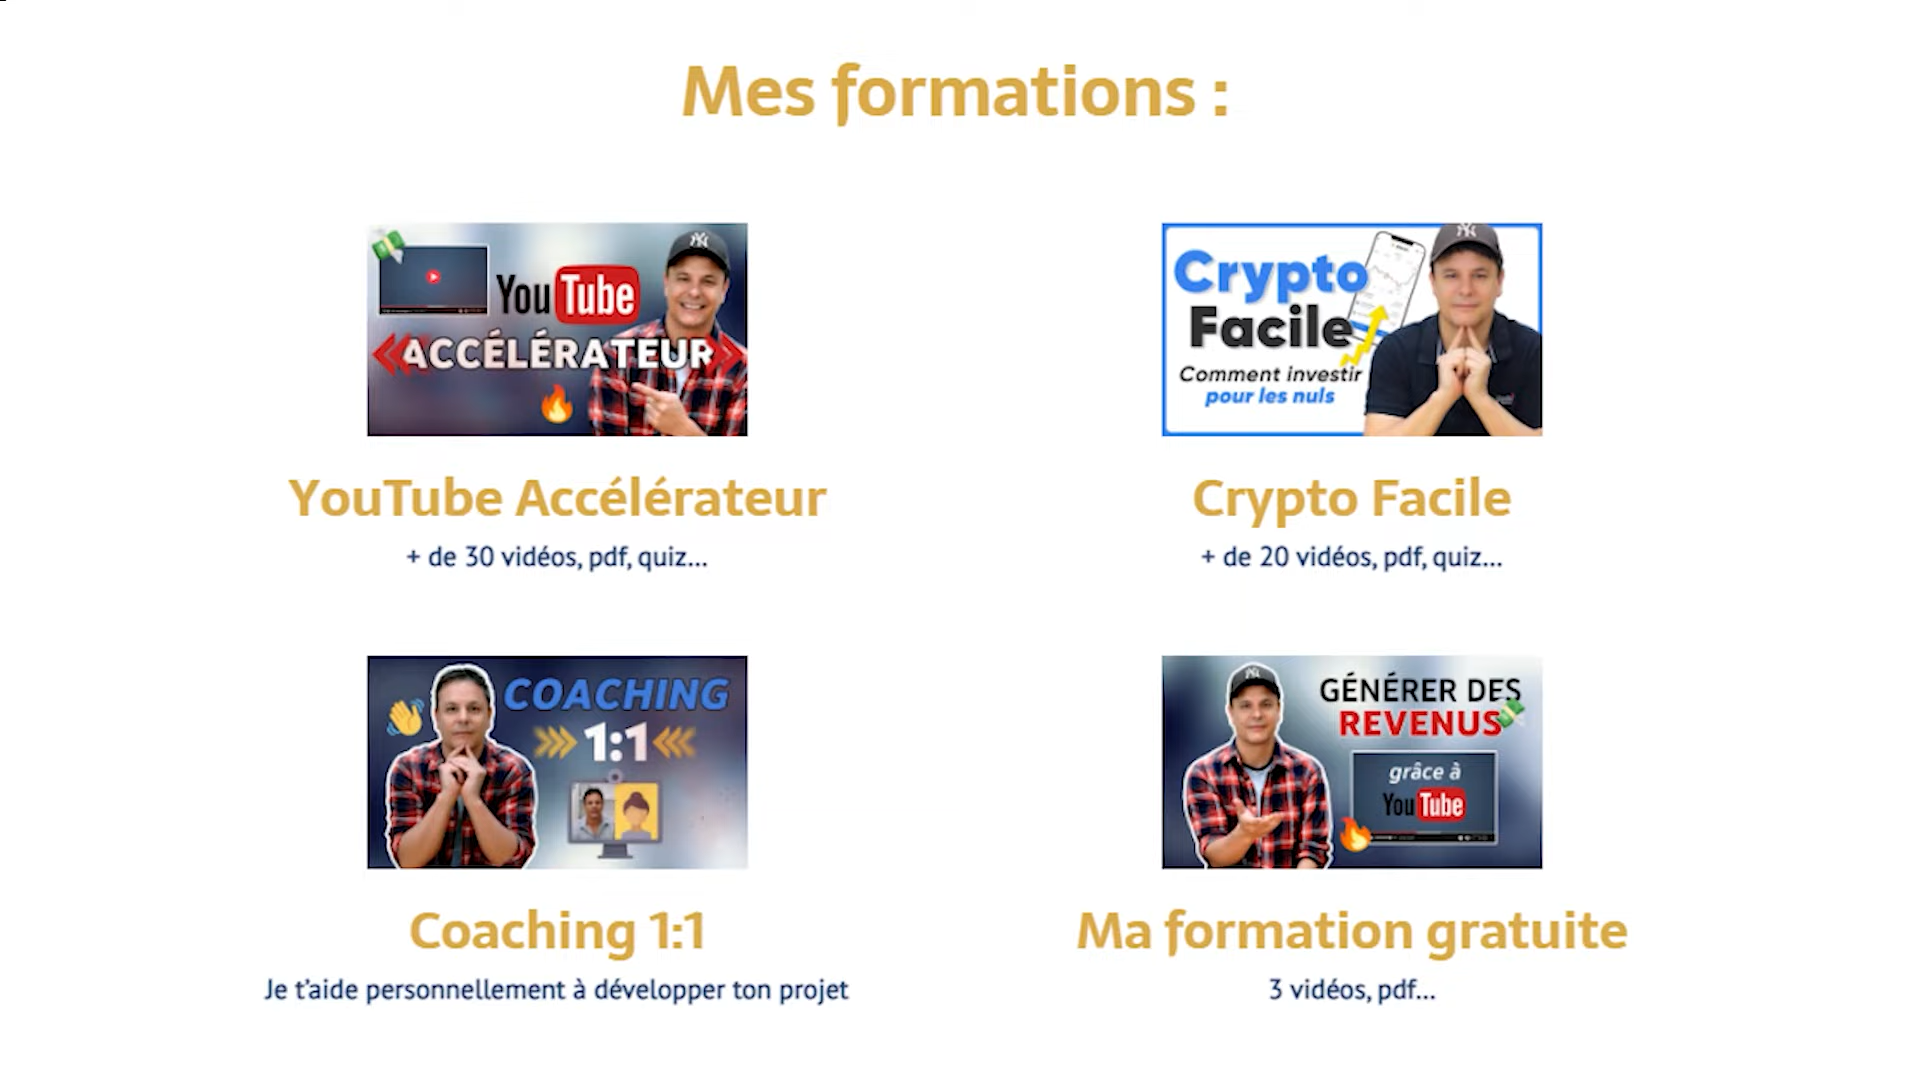 Mes formations :
YouTube
ACCÉLÉRATEUR
YouTube Accélérateur
+ de 30 vidéos, pdf, quiz...
Crypto
Facile
Comment investir
pour les nuls
Crypto Facile
+ de 20 vidéos, pdf, quiz...
COACHING
1:1
Coaching 1:1
Je t'aide personnellement à développer ton projet
GÉNÉRER DES
REVENUS
grâce à
YouTube
Ma formation gratuite
3 vidéos, pdf...